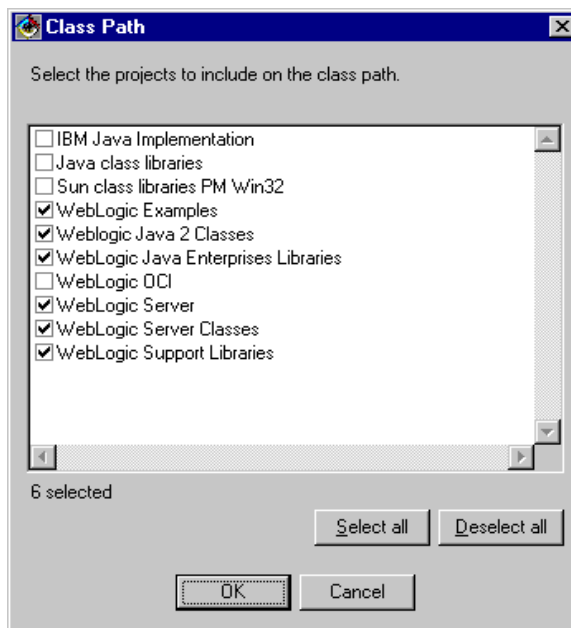 Class Path
Select the projects to include on the class path.
IBM Java Implementation
Java class libraries
Sun class libraries PM Win32
WebLogic Examples
Weblogic Java 2 Classes
WebLogic Java Enterprises Libraries
WebLogic OCI
WebLogic Server
WebLogic Server Classes
WebLogic Support Libraries
6 selected
Select all Deselect all
OK Cancel